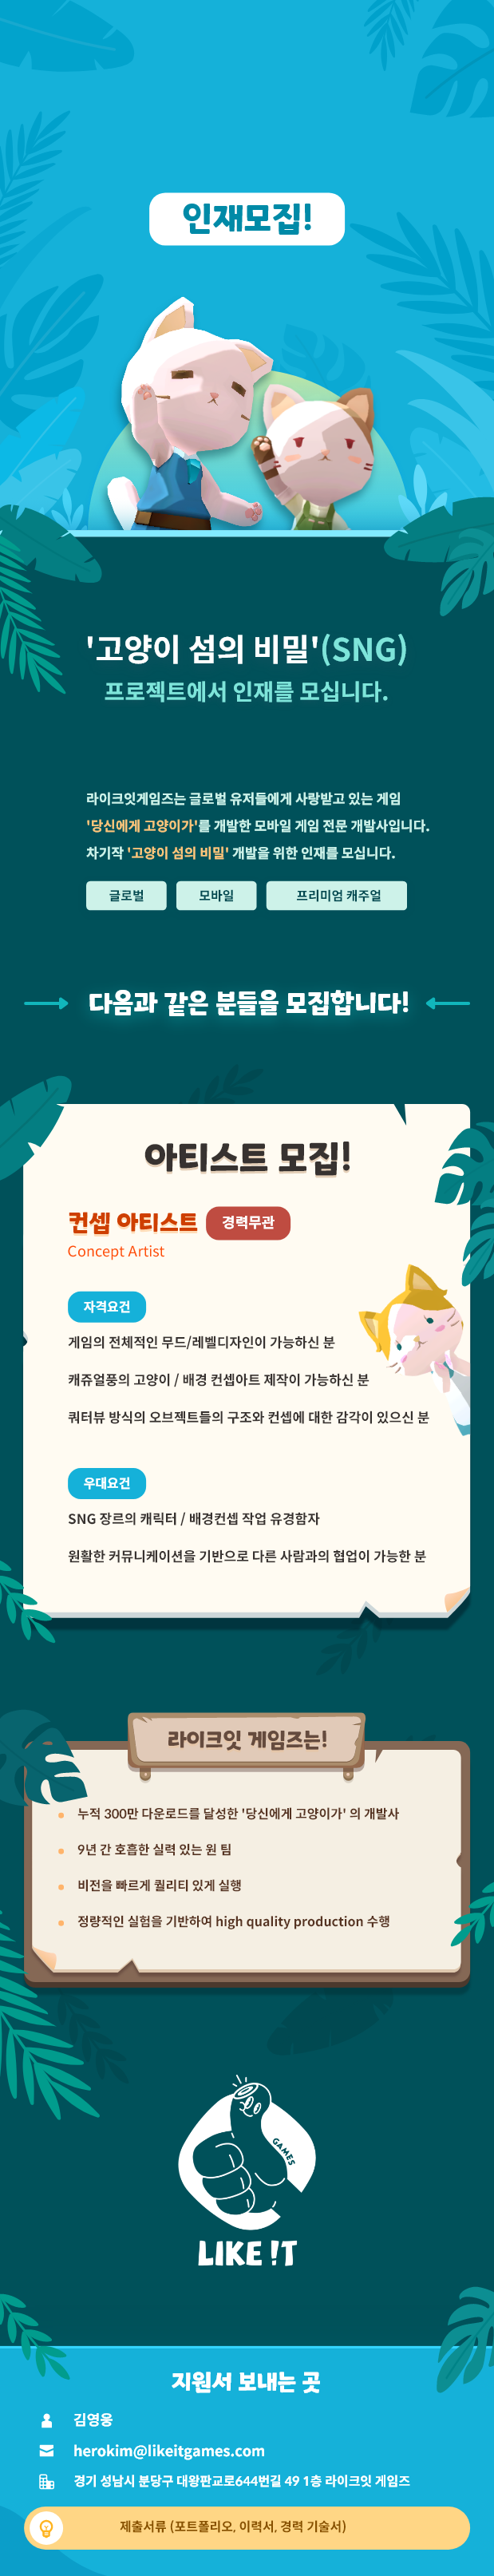 인재모집!
'고양이 섬의 비밀'(SNG)
프로젝트에서 인재를 모십니다.
라이크잇게임즈는 글로벌 유저들에게 사랑받고 있는 게임
'당신에게 고양이가'를 개발한 모바일 게임 전문 개발사입니다.
차기작 '고양이 섬의 비밀' 개발을 위한 인재를 모십니다.
글로벌 모바일 프리미엄 캐주얼
다음과 같은 분들을 모집합니다!
아티스트 모집!
컨셉 아티스트 경력무관
Concept Artist
자격요건
게임의 전체적인 무드/레벨디자인이 가능하신 분
캐쥬얼풍의 고양이 / 배경 컨셉아트 제작이 가능하신 분
쿼터뷰 방식의 오브젝트들의 구조와 컨셉에 대한 감각이 있으신 분
우대요건
SNG 장르의 캐릭터 / 배경컨셉 작업 유경험자
원활한 커뮤니케이션을 기반으로 다른 사람과의 협업이 가능한 분
라이크잇 게임즈는!
누적 300만 다운로드를 달성한 '당신에게 고양이가' 의 개발사
9년 간 호흡한 실력 있는 원 팀
비전을 빠르게 퀄리티 있게 실행
정량적인 실험을 기반하여 high quality production 수행
GAMES
LIKE !T
지원서 보내는 곳
김영웅
herokim@likeitgames.com
경기 성남시 분당구 대왕판교로644번길 49 1층 라이크잇 게임즈
제출서류 (포트폴리오, 이력서, 경력 기술서)